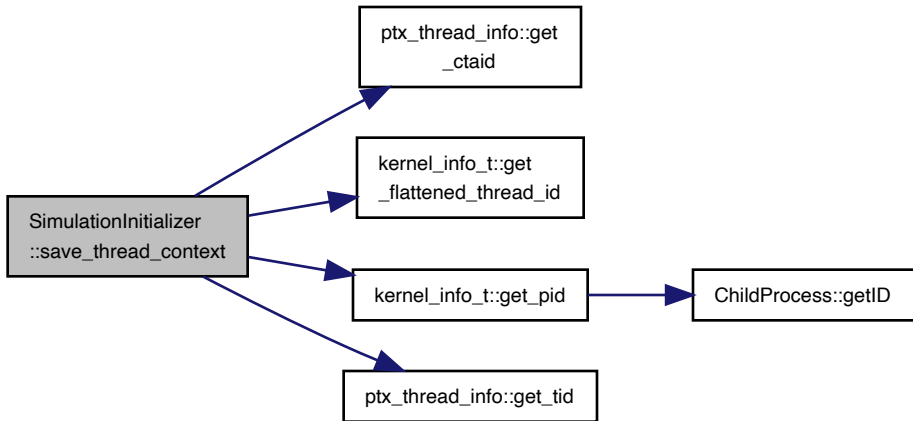 ptx_thread_info::get
_ctaid
kernel_info_t::get
_flattened_thread_id
SimulationInitializer
::save_thread_context
kernel_info_t::get_pid
ChildProcess::getID
ptx_thread_info::get_tid